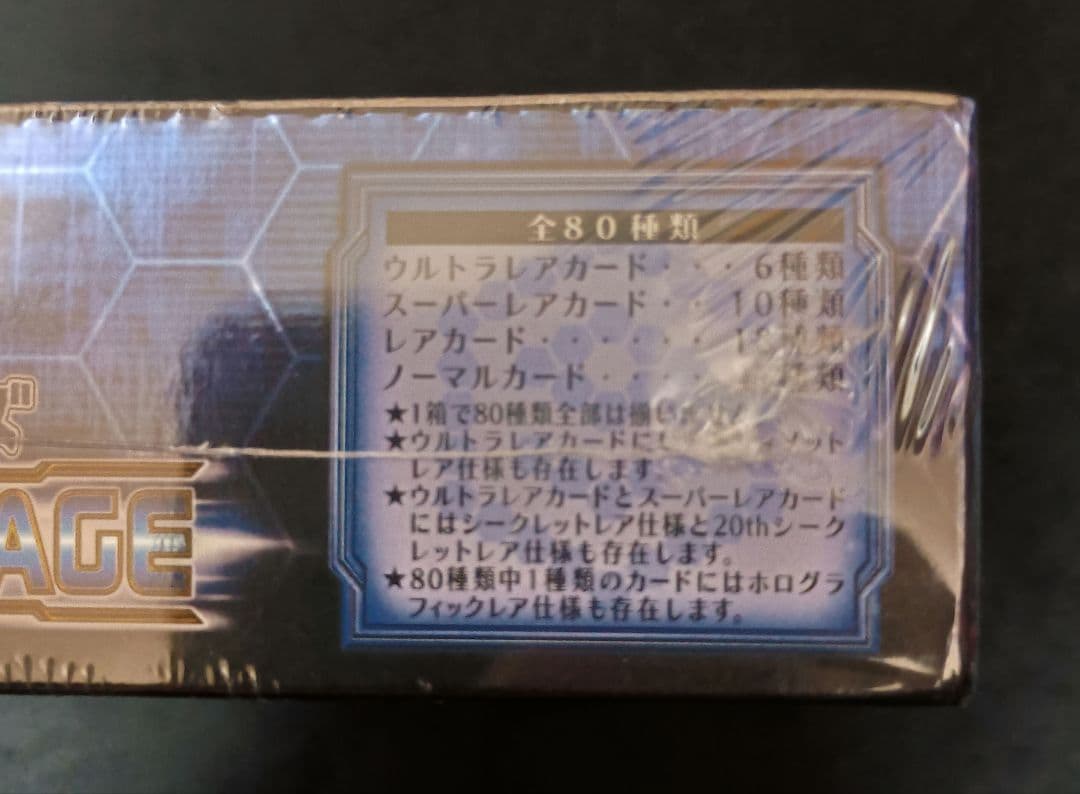 全80種類
ウルトラレアカード・・・6種類
スーパーレアカード・・10種類
レアカード・・・・・・種類
ノーマルカード・・・・種類
★1箱で80種類全部は揃い
★ウルトラレアカードに
レア仕様も存在します
★ウルトラレアカードとスーパーレアカード
にはシークレットレア仕様と20thシーク
レットレア仕様も存在します。
★80種類中1種類のカードにはホログラ
フィックレア仕様も存在します。
AGE